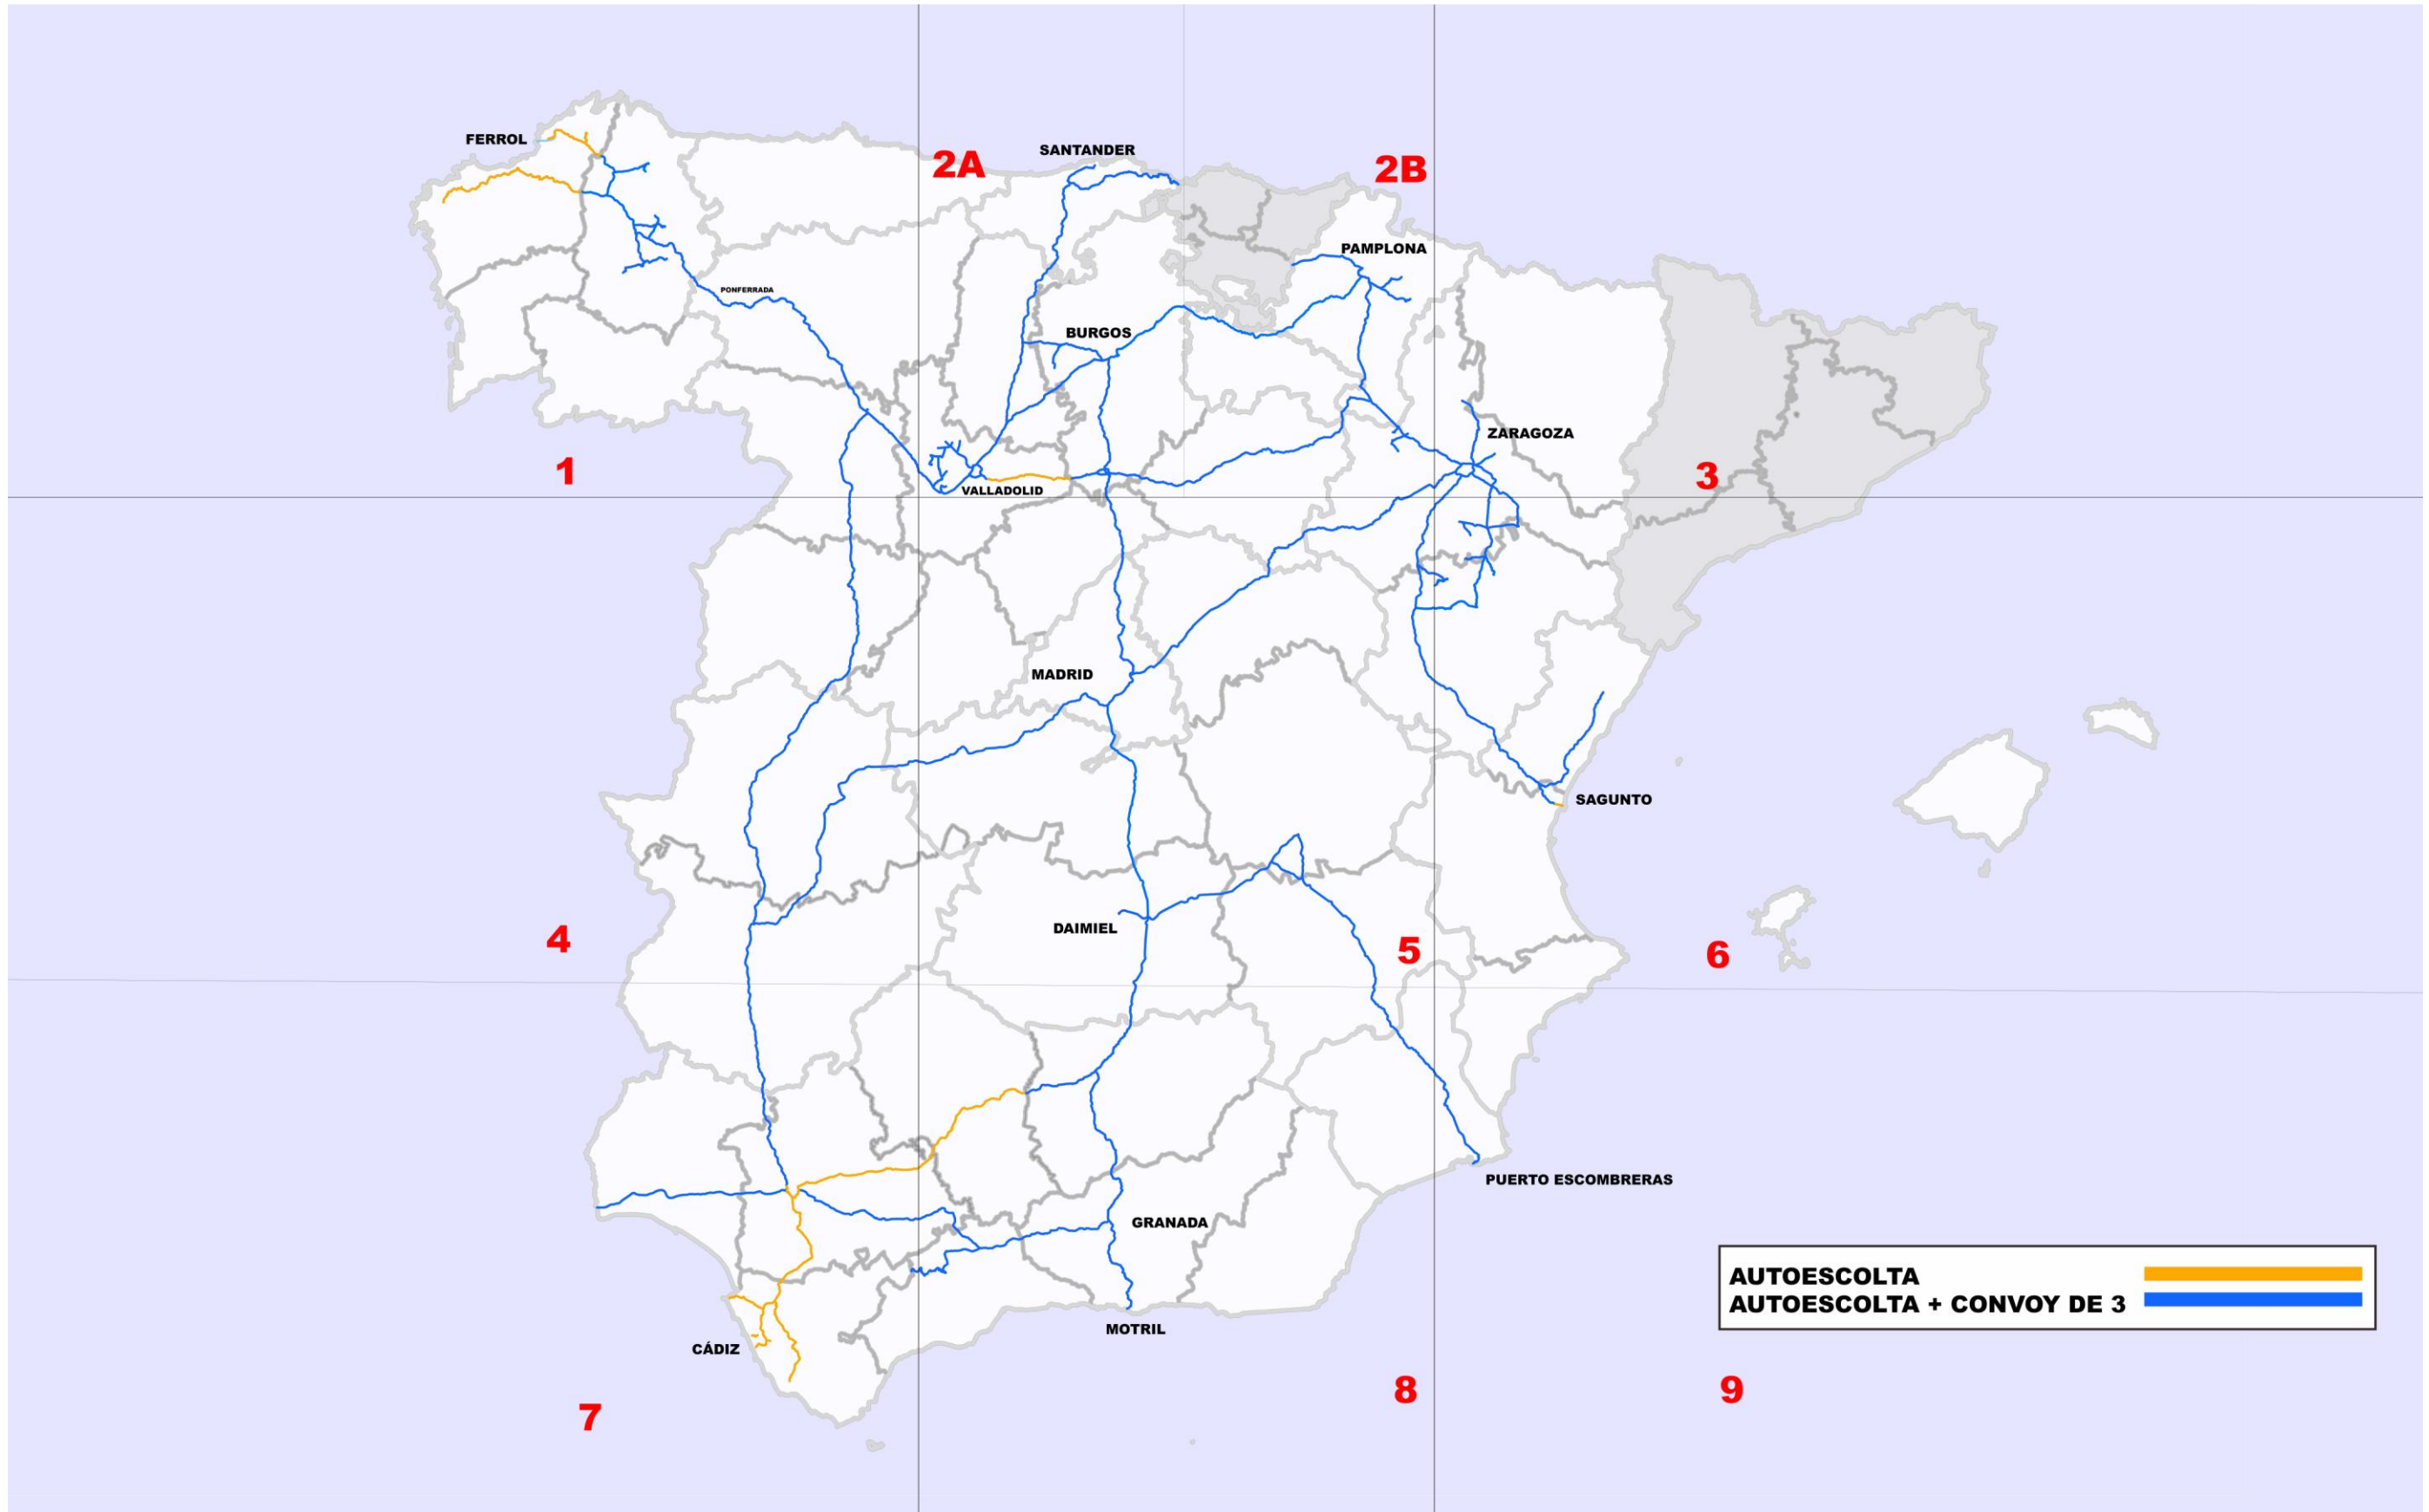 FERROL
2A
SANTANDER
2B
PAMPLONA
PONFERRADA
BURGOS
ZARAGOZA
1
3
VALLADOLID
MADRID
SAGUNTO
DAIMIEL
4
5
6
PUERTO ESCOMBRERAS
GRANADA
AUTOESCOLTA
AUTOESCOLTA + CONVOY DE 3
MOTRIL
CÁDIZ
7
8
9